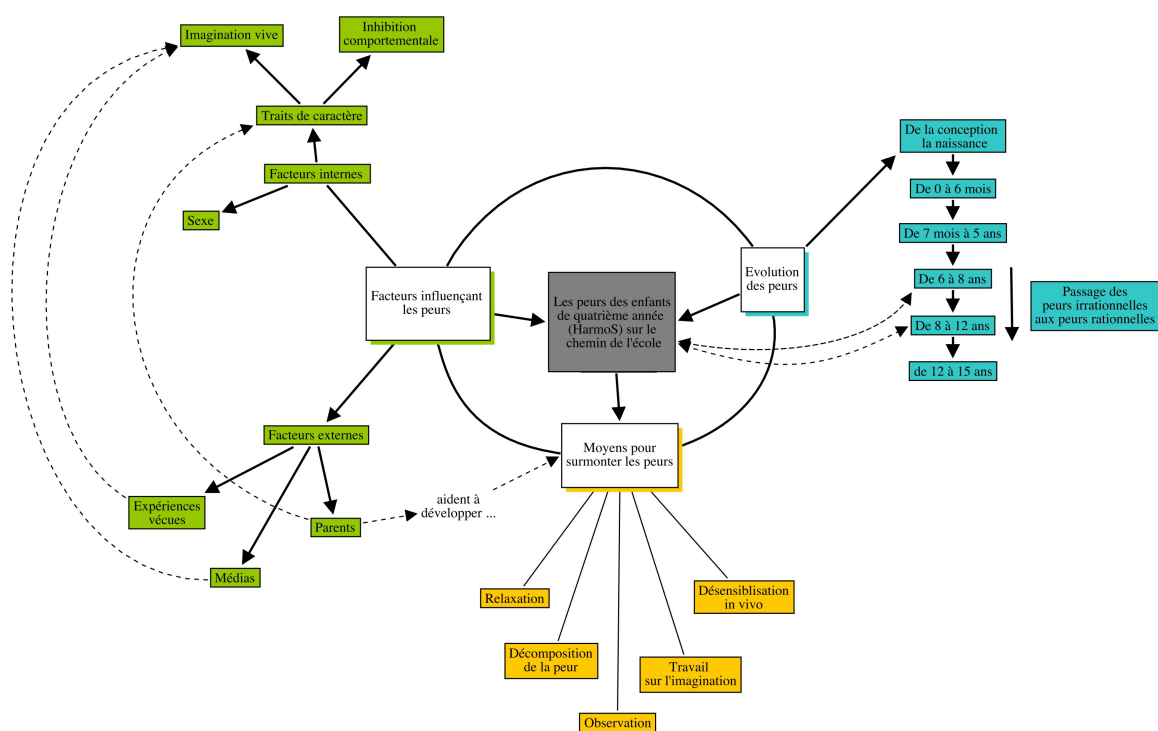 Imagination vive
Inhibition
comportementale
Traits de caractère
Facteurs internes
Sexe
Facteurs influençant
les peurs
Les peurs des enfants
de quatrième année
(HarmoS) sur le
chemin de l'école
Evolution
des peurs
De la conception
la naissance
De 0 à 6 mois
De 7 mois à 5 ans
De 6 à 8 ans
De 8 à 12 ans
de 12 à 15 ans
Passage des
peurs irrationnelles
aux peurs rationnelles
Facteurs externes
Expériences
vécues
Médias
Parents
aident à
développer ...
Moyens pour
surmonter les peurs
Relaxation
Décomposition
de la peur
Observation
Travail
sur l'imagination
Désensiblisation
in vivo